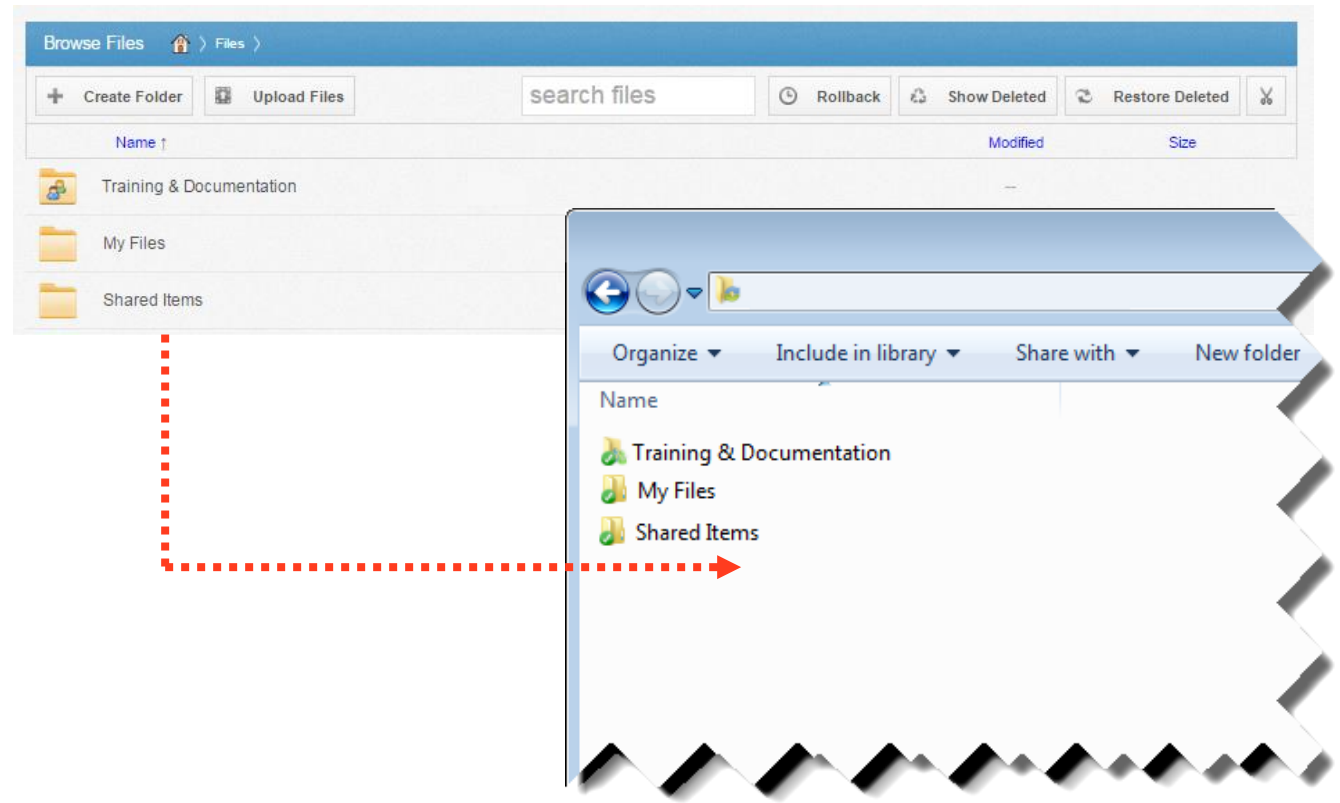 Browse Files 〉 Files 〉
Create Folder Upload Files search files Rollback Show Deleted Restore Deleted
Name ↑ Modified Size
Training & Documentation --
My Files
Shared Items
Organize ▼ Include in library ▼ Share with ▼ New folder
Name
Training & Documentation
My Files
Shared Items